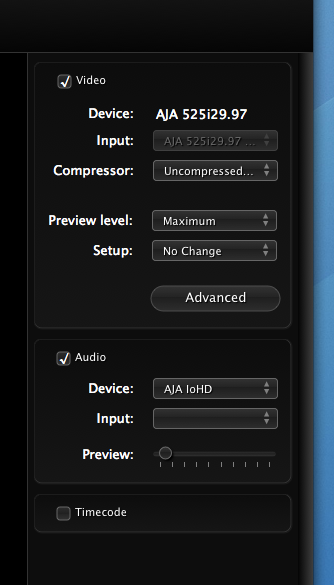 Video
Device: AJA 525i29.97
Input: AJA 525i29.97 ...
Compressor: Uncompressed...
Preview level: Maximum
Setup: No Change
Advanced
Audio
Device: AJA IoHD
Input:
Preview:
Timecode